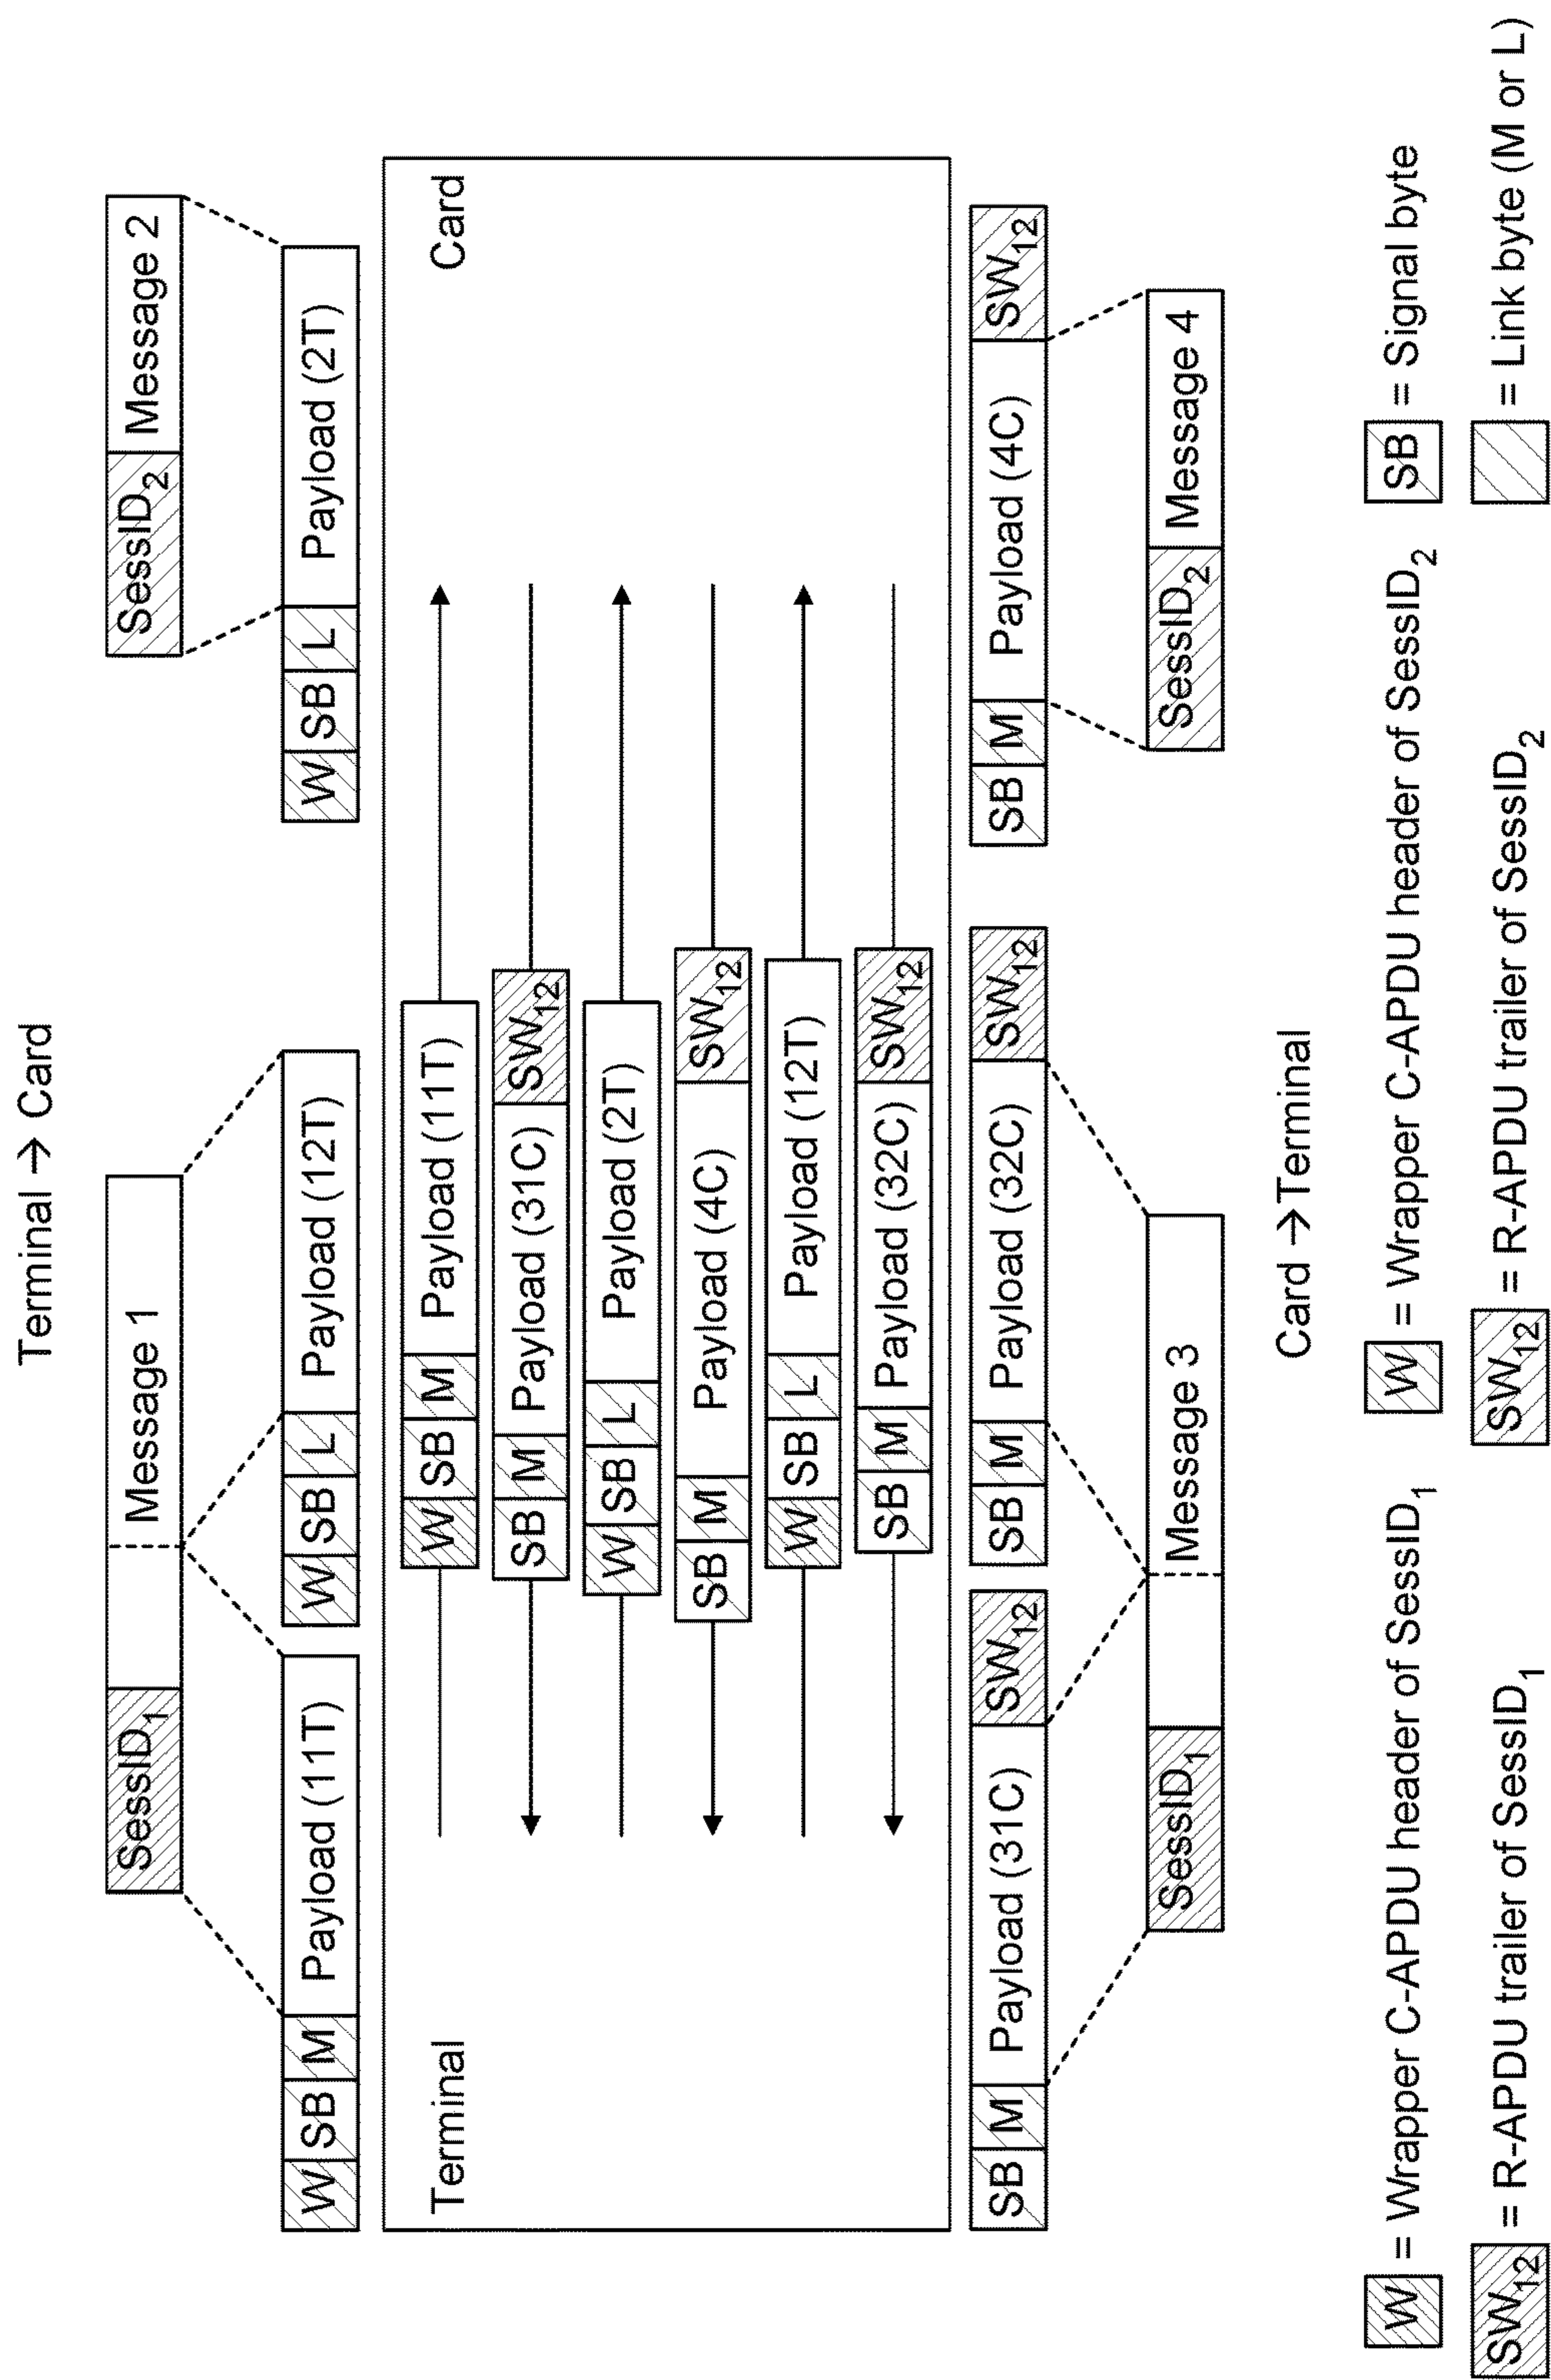 Terminal → Card
SessID1 Message 1
SessID2 Message 2
W SB M Payload (11T)
W SB L Payload (12T)
W SB L Payload (2T)
Terminal
Card
W SB M Payload (11T)
SB M Payload (31C) SW12
W SB L Payload (2T)
SB M Payload (4C) SW12
W SB L Payload (12T)
SB M Payload (32C) SW12
SB M Payload (31C) SW12
SB M Payload (32C) SW12
SB M Payload (4C) SW12
SessID1 Message 3
SessID2 Message 4
Card → Terminal
W = Wrapper C-APDU header of SessID1
W = Wrapper C-APDU header of SessID2
SB = Signal byte
SW12 = R-APDU trailer of SessID1
SW12 = R-APDU trailer of SessID2
= Link byte (M or L)